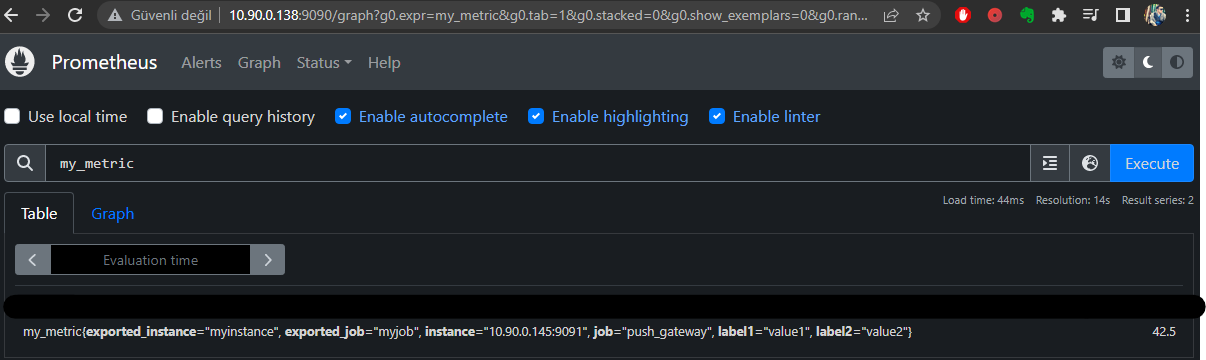 Güvenli değil 10.90.0.138:9090/graph?g0.expr=my_metric&g0.tab=1&g0.stacked=0&g0.show_exemplars=0&g0.ran...
Prometheus Alerts Graph Status Help
Use local time Enable query history Enable autocomplete Enable highlighting Enable linter
my_metric Execute
Load time: 44ms Resolution: 14s Result series: 2
Table Graph
Evaluation time
my_metric{exported_instance="myinstance", exported_job="myjob", instance="10.90.0.145:9091", job="push_gateway", label1="value1", label2="value2"} 42.5